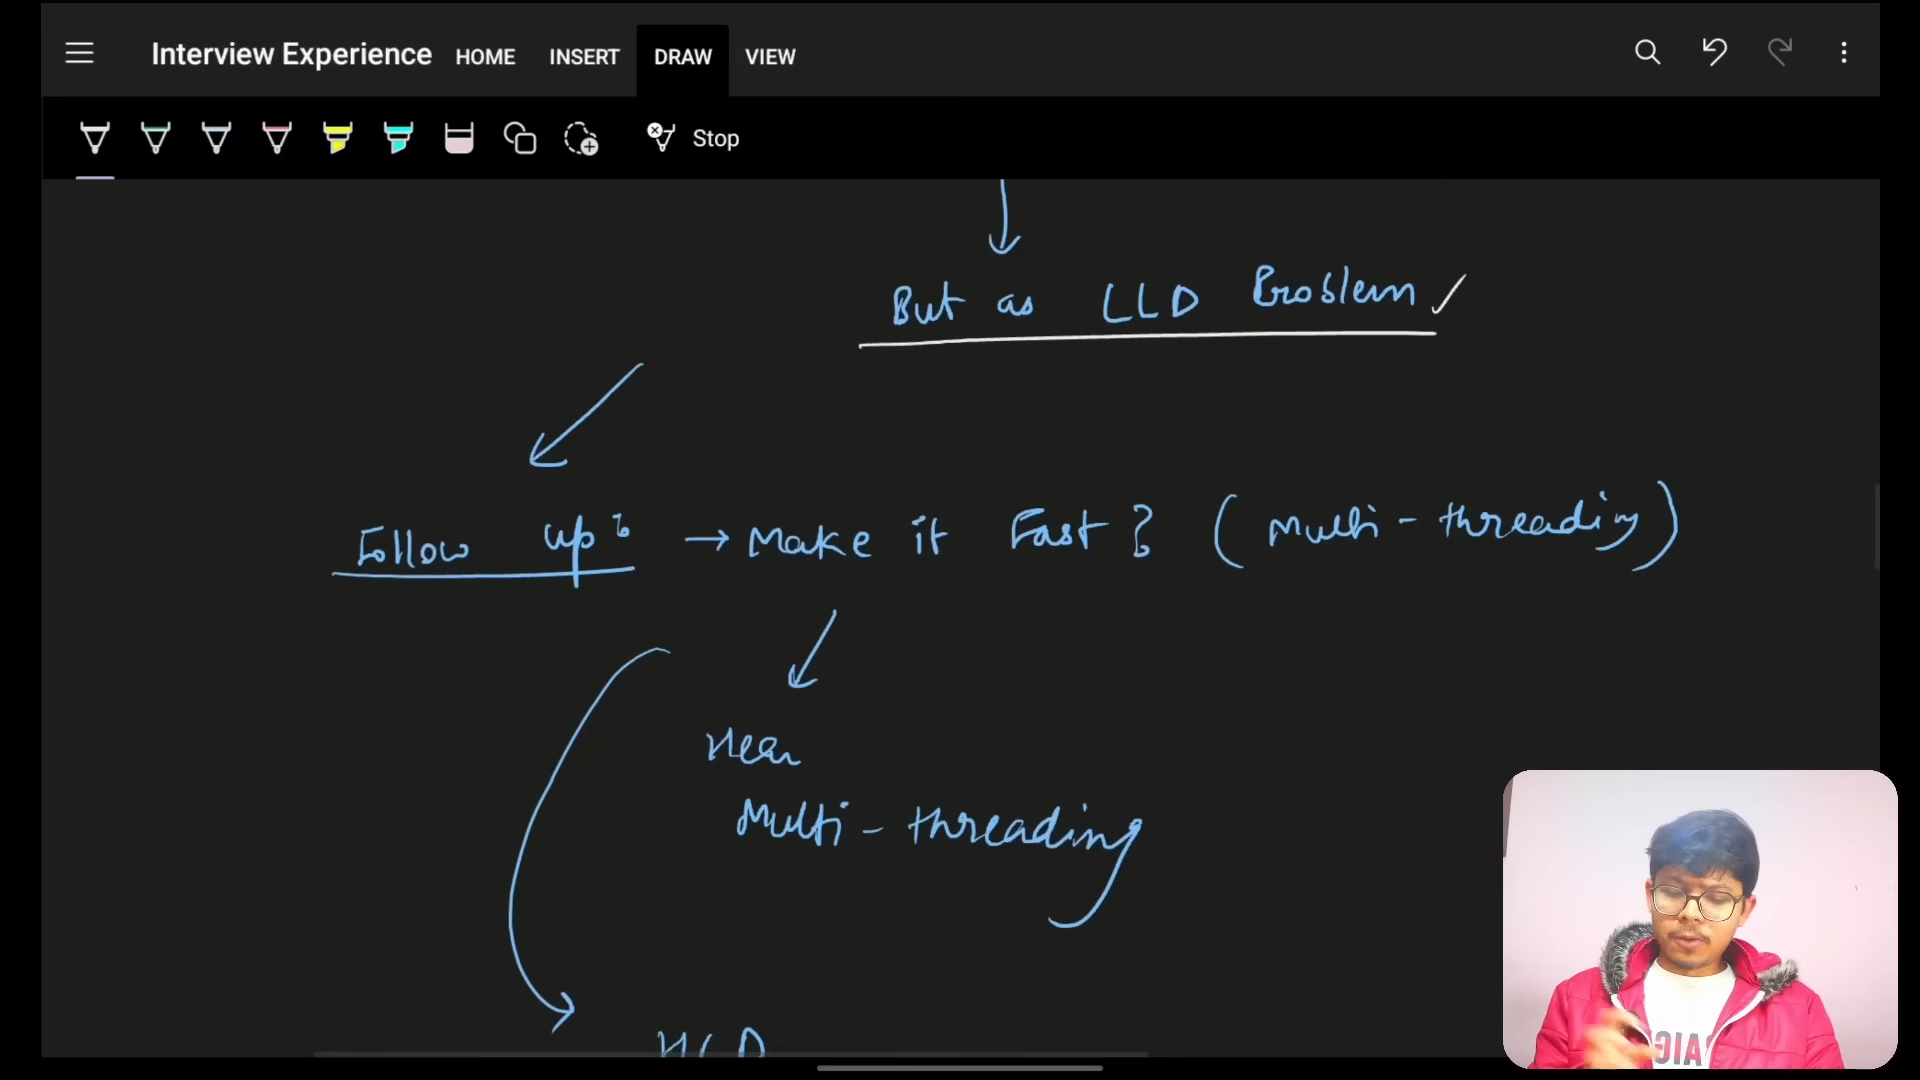 Interview Experience HOME INSERT DRAW VIEW
Stop
But as LLD Problem
Follow up: → Make it Fast? (Multi-threading)
Multi-threading
HLD